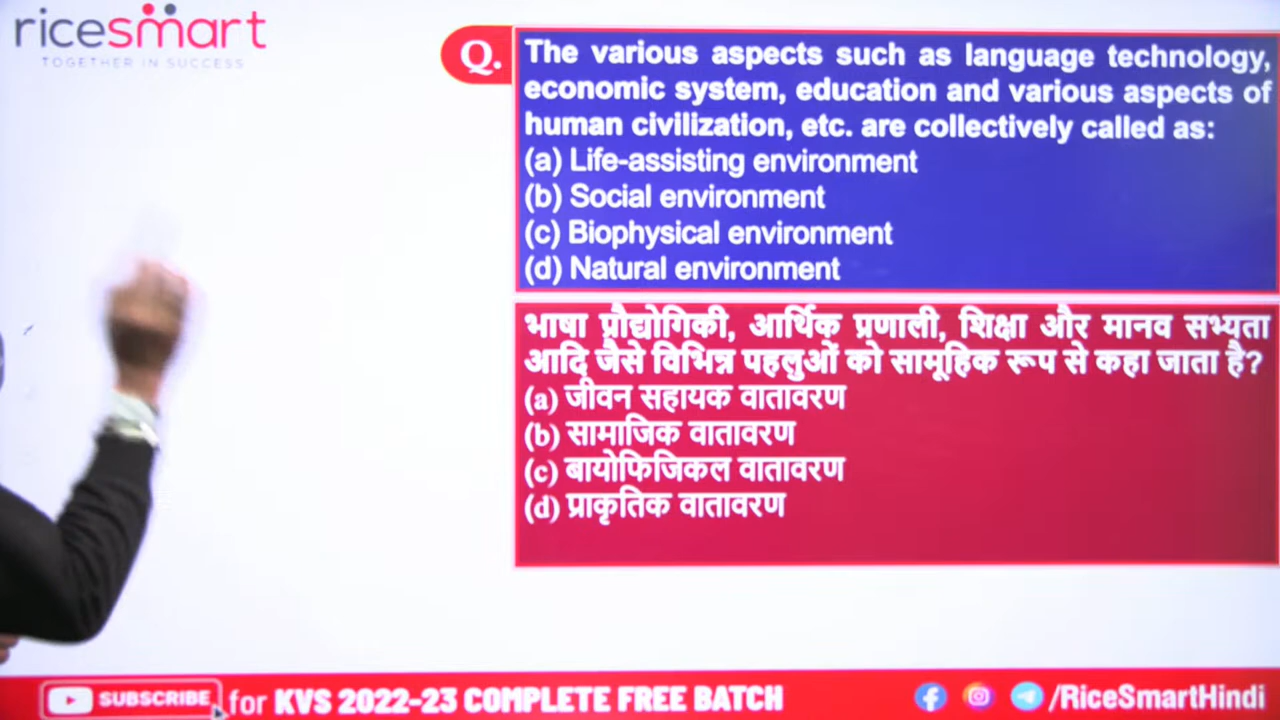 ricesmart
TOGETHER IN SUCCESS
Q.
The various aspects such as language technology,
economic system, education and various aspects of
human civilization, etc. are collectively called as:
(a) Life-assisting environment
(b) Social environment
(c) Biophysical environment
(d) Natural environment
भाषा प्रौद्योगिकी, आर्थिक प्रणाली, शिक्षा और मानव सभ्यता
आदि जैसे विभिन्न पहलुओं को सामूहिक रूप से कहा जाता है?
(a) जीवन सहायक वातावरण
(b) सामाजिक वातावरण
(c) बायोफिजिकल वातावरण
(d) प्राकृतिक वातावरण
SUBSCRIBE for KVS 2022-23 COMPLETE FREE BATCH
/RiceSmartHindi